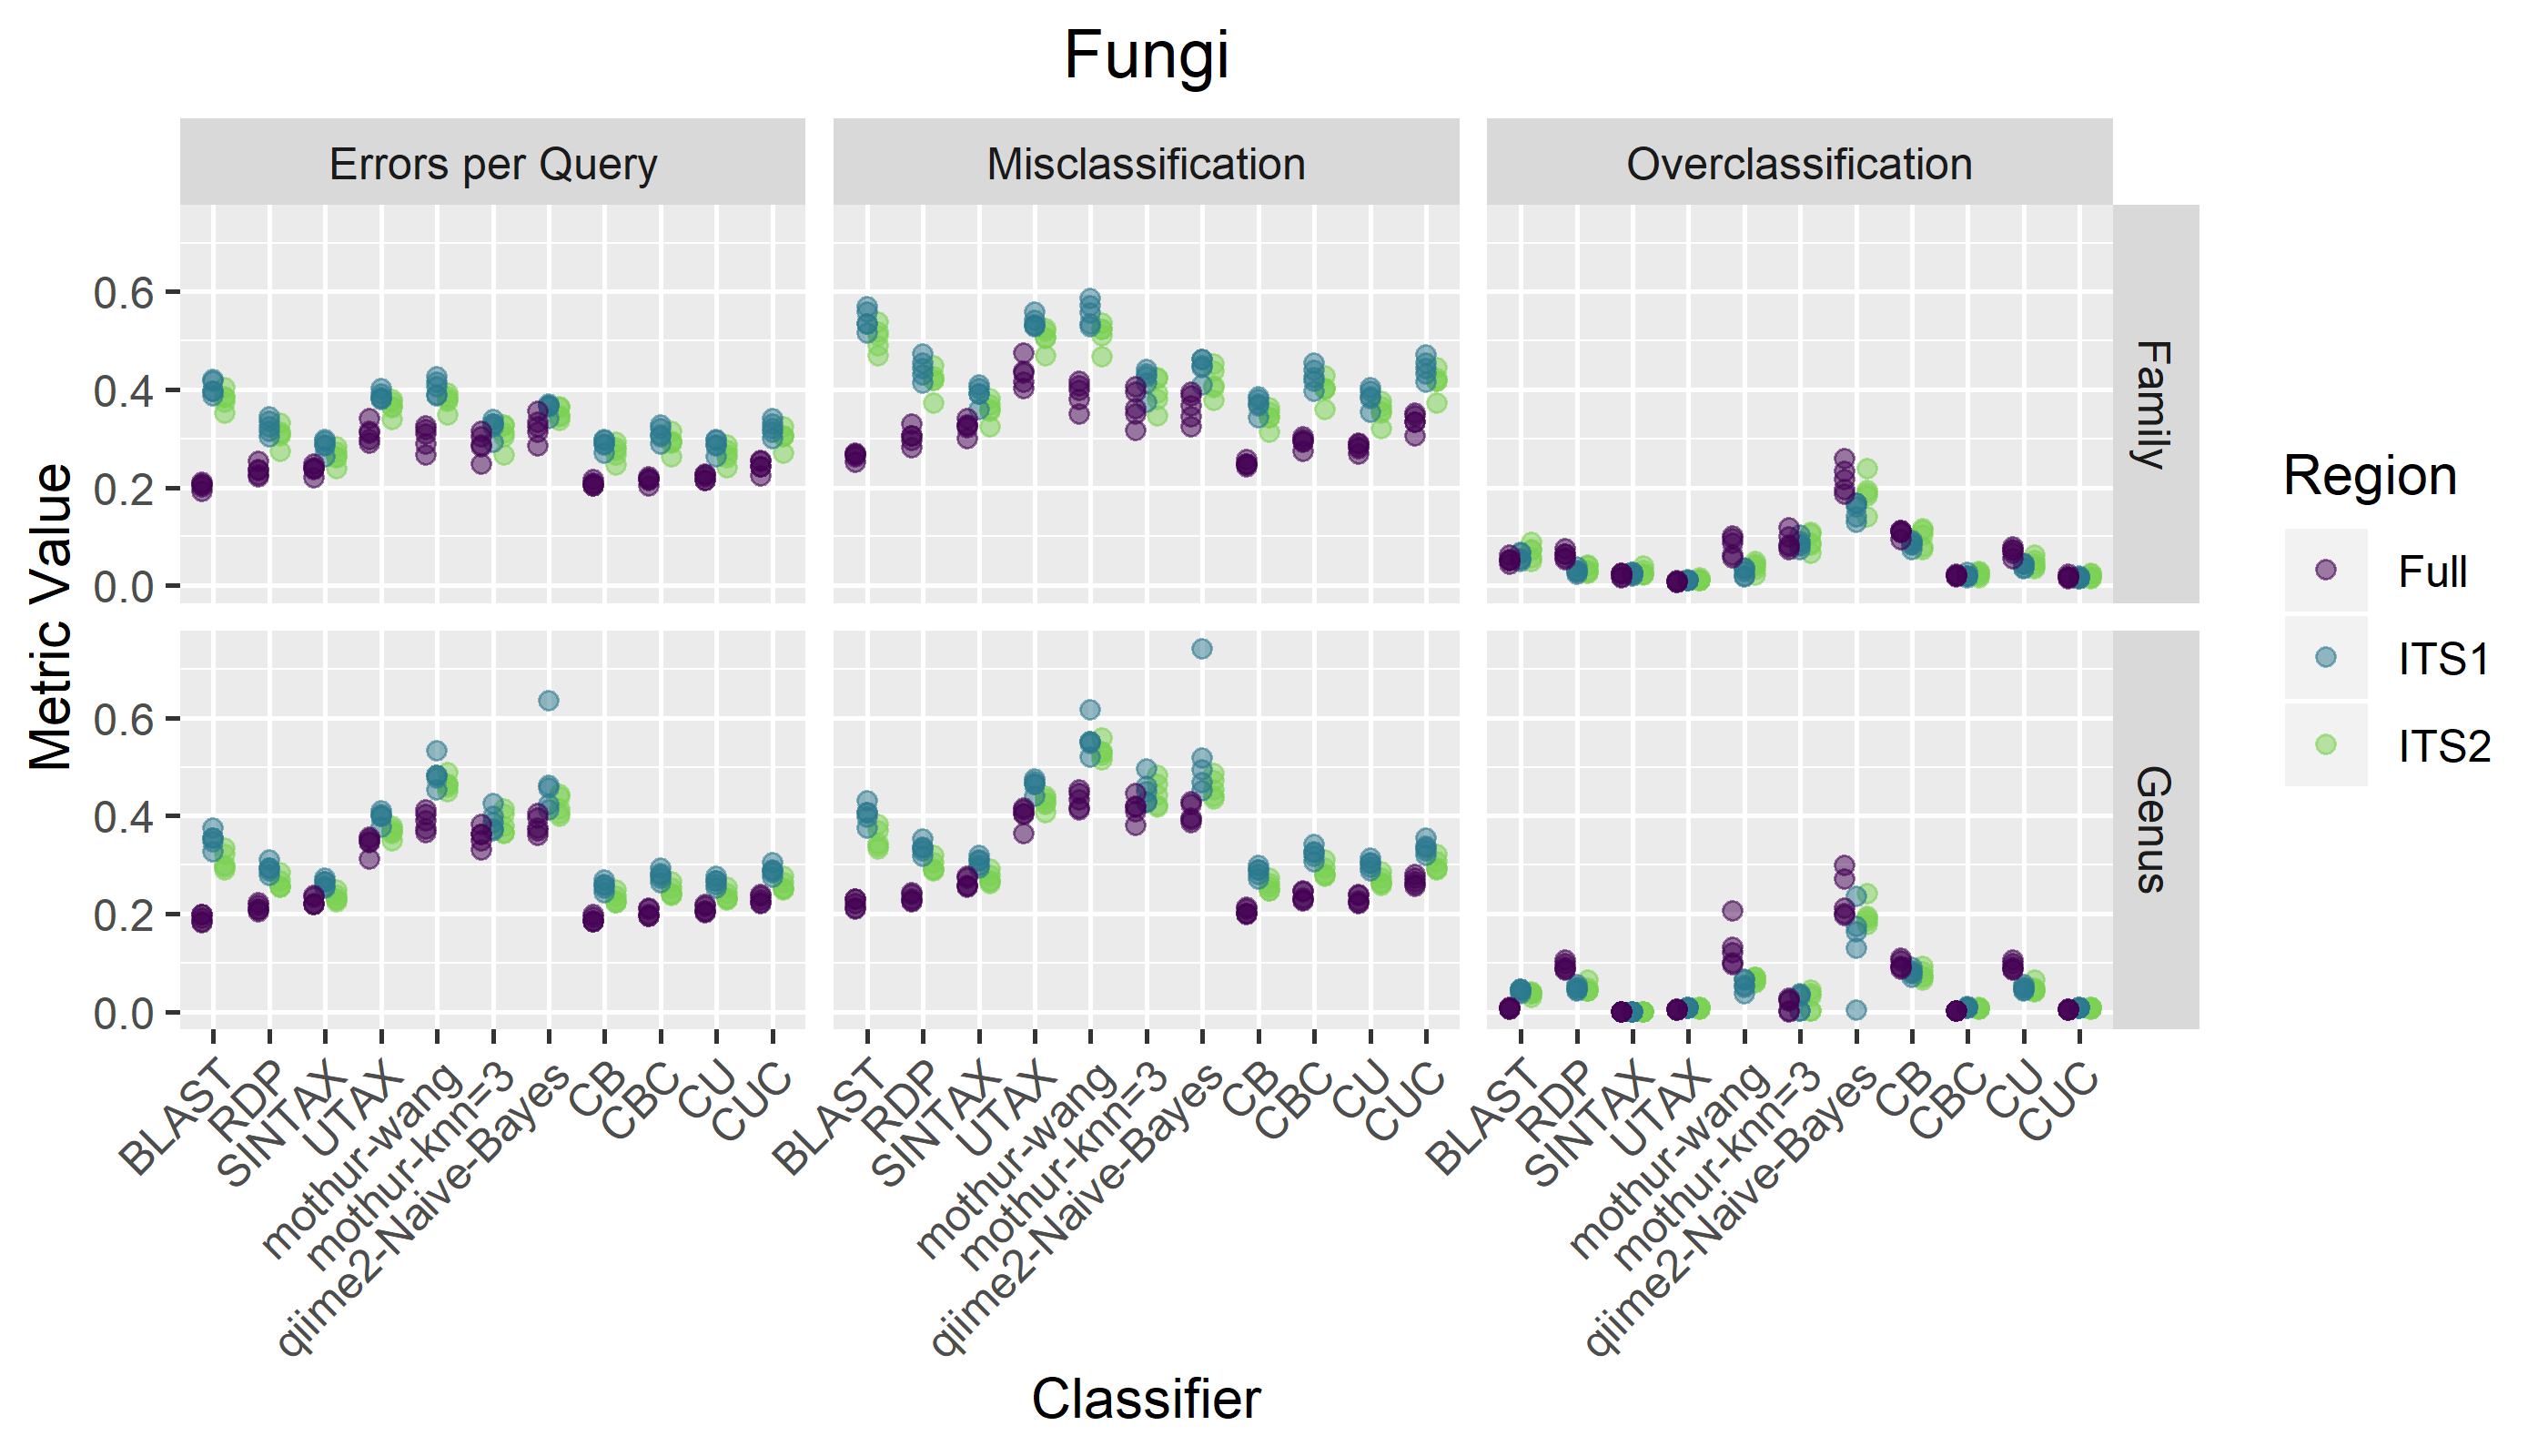 Fungi
Errors per Query
Misclassification
Overclassification
Metric Value
0.6
0.4
0.2
0.0
Family
0.6
0.4
0.2
0.0
Genus
BLAST
RDP
SINTAX
UTAX
mothur-wang
mothur-knn=3
qiime2-Naive-Bayes
CB
CBC
CU
CUC
BLAST
RDP
SINTAX
UTAX
mothur-wang
mothur-knn=3
qiime2-Naive-Bayes
CB
CBC
CU
CUC
BLAST
RDP
SINTAX
UTAX
mothur-wang
mothur-knn=3
qiime2-Naive-Bayes
CB
CBC
CU
CUC
Classifier
Region
Full
ITS1
ITS2